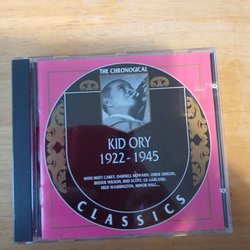 THE CHRONOLOGICAL
KID ORY
1922 - 1945
WITH MUTT CAREY, DARNELL HOWARD, OMER SIMEON,
BUSTER WILSON, BUD SCOTT, ED GARLAND,
FRED WASHINGTON, MINOR HALL...
CLASSICS